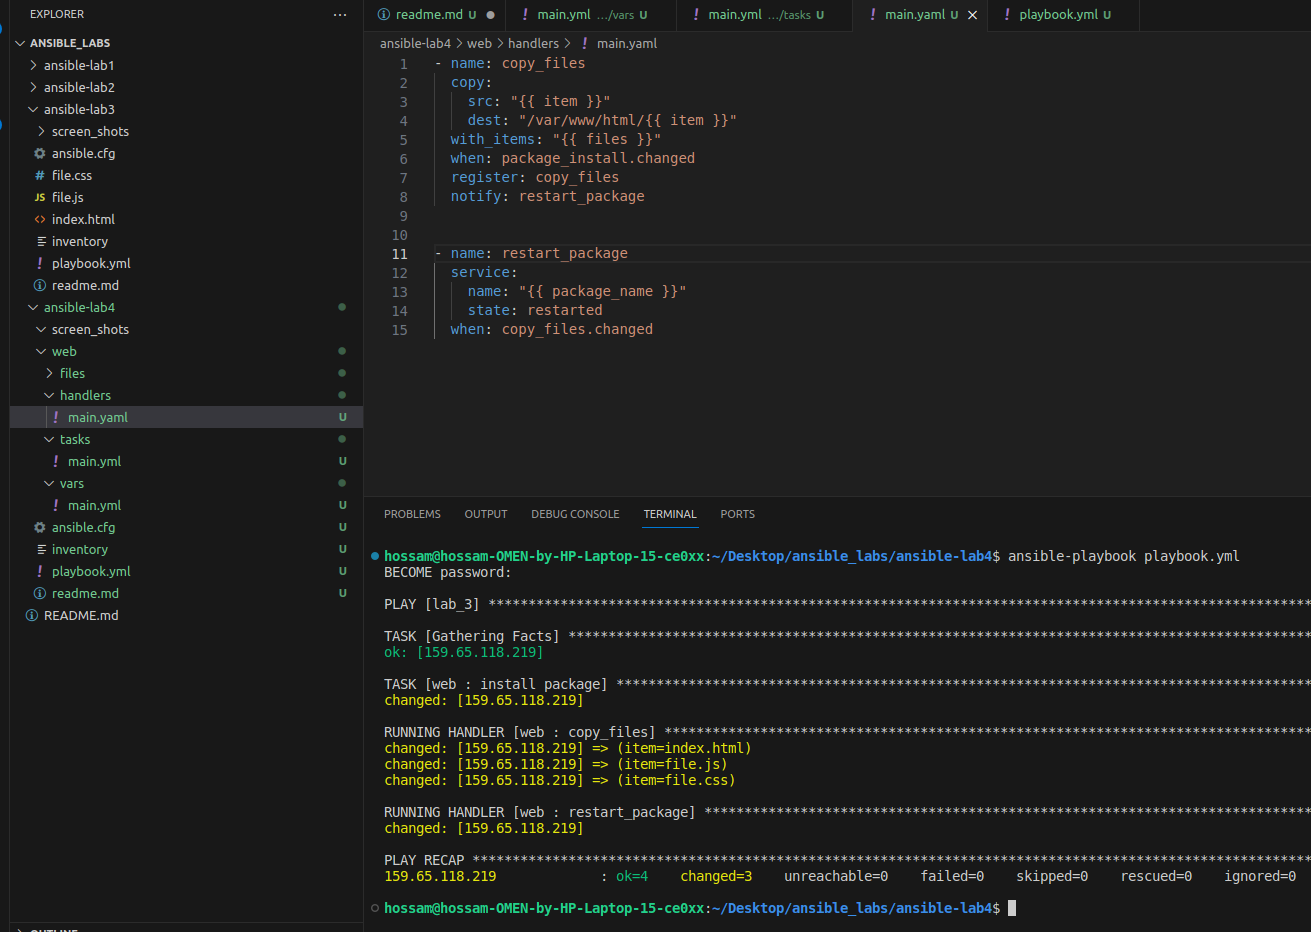 EXPLORER
...
ANSIBLE_LABS
ansible-lab1
ansible-lab2
ansible-lab3
screen_shots
ansible.cfg
# file.css
JS file.js
<> index.html
inventory
! playbook.yml
readme.md
ansible-lab4
screen_shots
web
files
handlers
! main.yaml U
tasks
! main.yml U
vars
! main.yml U
ansible.cfg U
inventory U
! playbook.yml U
readme.md U
README.md
OUTLINE
readme.md U ● ! main.yml .../vars U ! main.yml .../tasks U ! main.yaml U × ! playbook.yml U
ansible-lab4 > web > handlers > ! main.yaml
1 - name: copy_files
2 copy:
3 src: "{{ item }}"
4 dest: "/var/www/html/{{ item }}"
5 with_items: "{{ files }}"
6 when: package_install.changed
7 register: copy_files
8 notify: restart_package
9
10
11 - name: restart_package
12 service:
13 name: "{{ package_name }}"
14 state: restarted
15 when: copy_files.changed
PROBLEMS OUTPUT DEBUG CONSOLE TERMINAL PORTS
hossam@hossam-OMEN-by-HP-Laptop-15-ce0xx:~/Desktop/ansible_labs/ansible-lab4$ ansible-playbook playbook.yml
BECOME password:
PLAY [lab_3] *******************************************************************************************************
TASK [Gathering Facts] *********************************************************************************************
ok: [159.65.118.219]
TASK [web : install package] ***************************************************************************************
changed: [159.65.118.219]
RUNNING HANDLER [web : copy_files] *********************************************************************************
changed: [159.65.118.219] => (item=index.html)
changed: [159.65.118.219] => (item=file.js)
changed: [159.65.118.219] => (item=file.css)
RUNNING HANDLER [web : restart_package] ****************************************************************************
changed: [159.65.118.219]
PLAY RECAP *********************************************************************************************************
159.65.118.219 : ok=4 changed=3 unreachable=0 failed=0 skipped=0 rescued=0 ignored=0
hossam@hossam-OMEN-by-HP-Laptop-15-ce0xx:~/Desktop/ansible_labs/ansible-lab4$